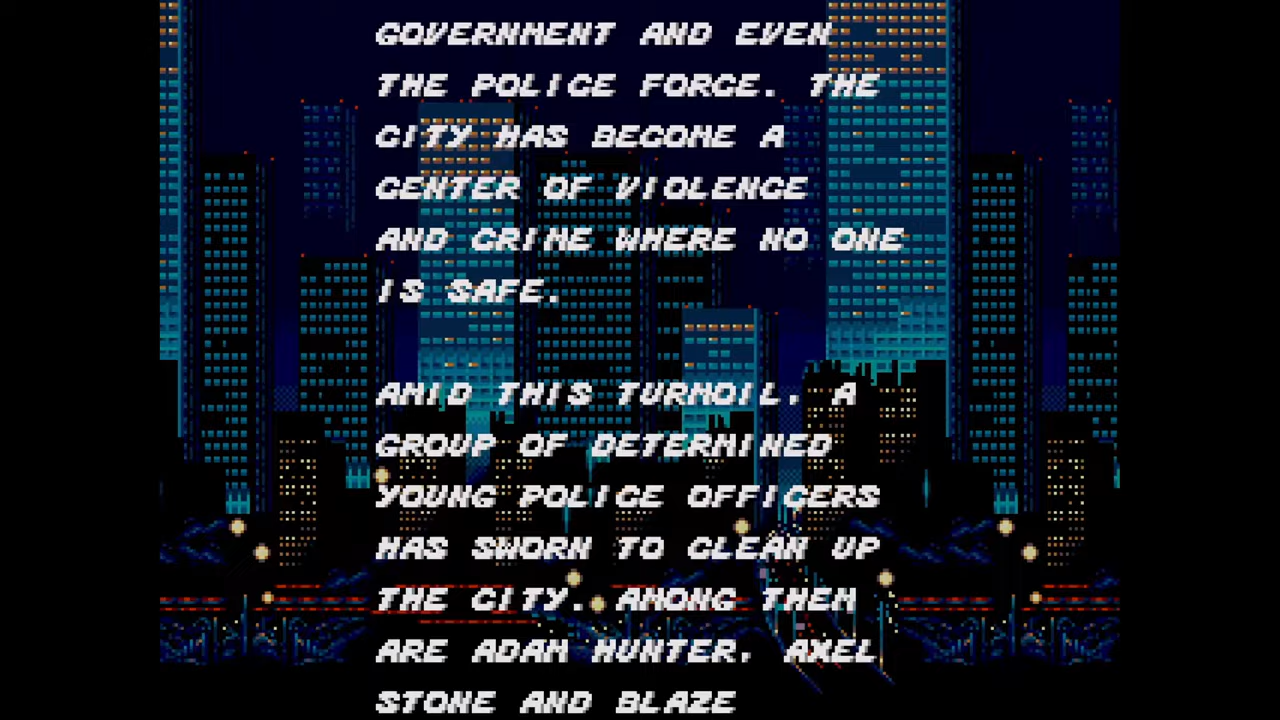 GOVERNMENT AND EVEN
THE POLICE FORCE. THE
CITY HAS BECOME A
CENTER OF VIOLENCE
AND CRIME WHERE NO ONE
IS SAFE.
AMID THIS TURMOIL, A
GROUP OF DETERMINED
YOUNG POLICE OFFICERS
HAS SWORN TO CLEAN UP
THE CITY. AMONG THEM
ARE ADAM HUNTER, AXEL
STONE AND BLAZE